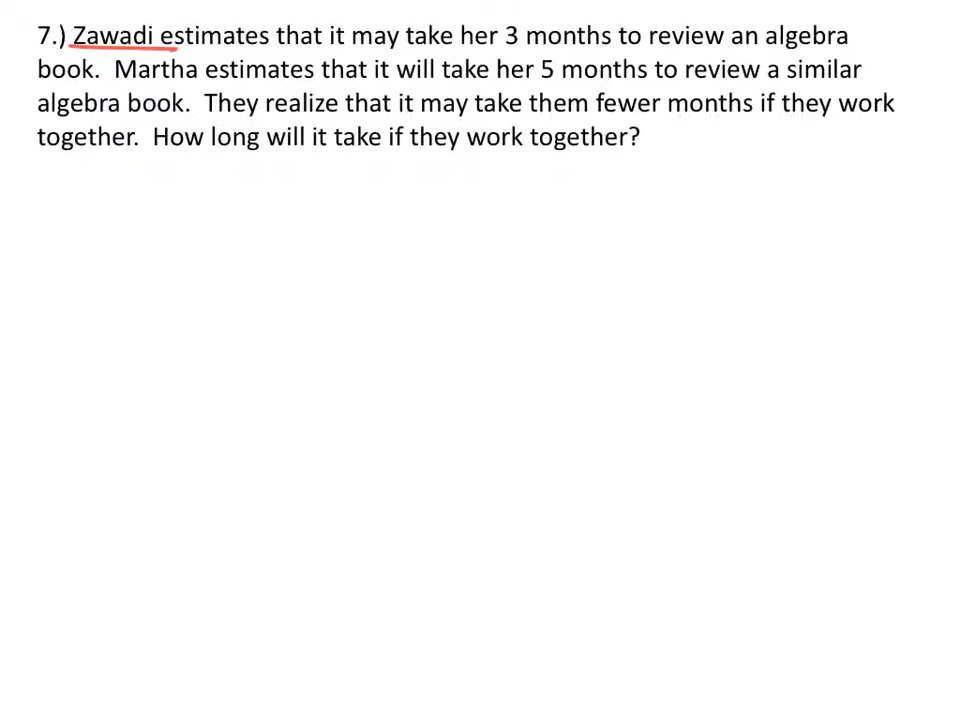 7.) Zawadi estimates that it may take her 3 months to review an algebra
book.  Martha estimates that it will take her 5 months to review a similar
algebra book.  They realize that it may take them fewer months if they work
together.  How long will it take if they work together?